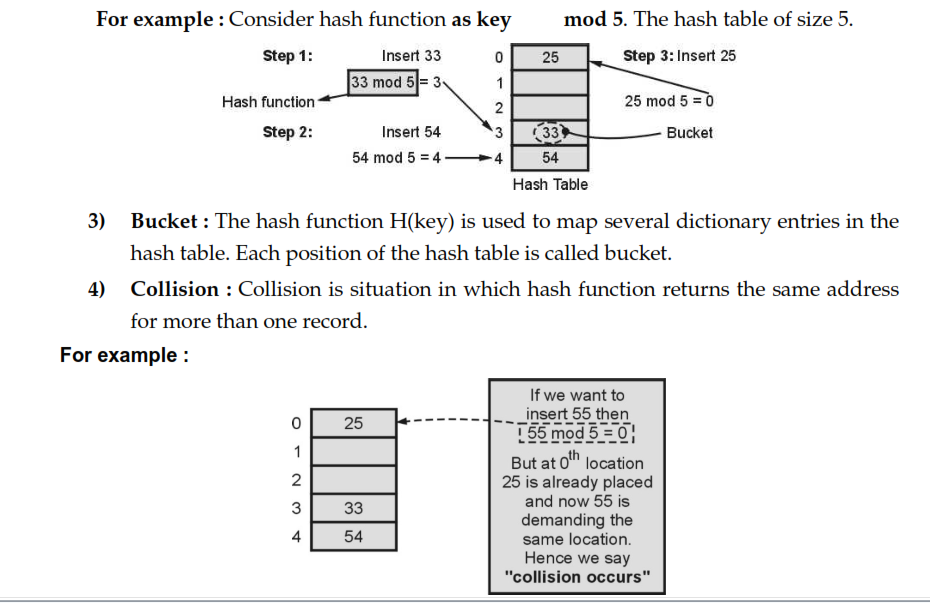 For example : Consider hash function as key mod 5. The hash table of size 5.
Step 1: Insert 33
33 mod 5 = 3
Hash function
Step 2: Insert 54
54 mod 5 = 4
0 25
1
2
3 33
4 54
Hash Table
Step 3: Insert 25
25 mod 5 = 0
Bucket
3) Bucket : The hash function H(key) is used to map several dictionary entries in the
hash table. Each position of the hash table is called bucket.
4) Collision : Collision is situation in which hash function returns the same address
for more than one record.
For example :
0 25
1
2
3 33
4 54
If we want to
insert 55 then
55 mod 5 = 0
But at 0th location
25 is already placed
and now 55 is
demanding the
same location.
Hence we say
"collision occurs"